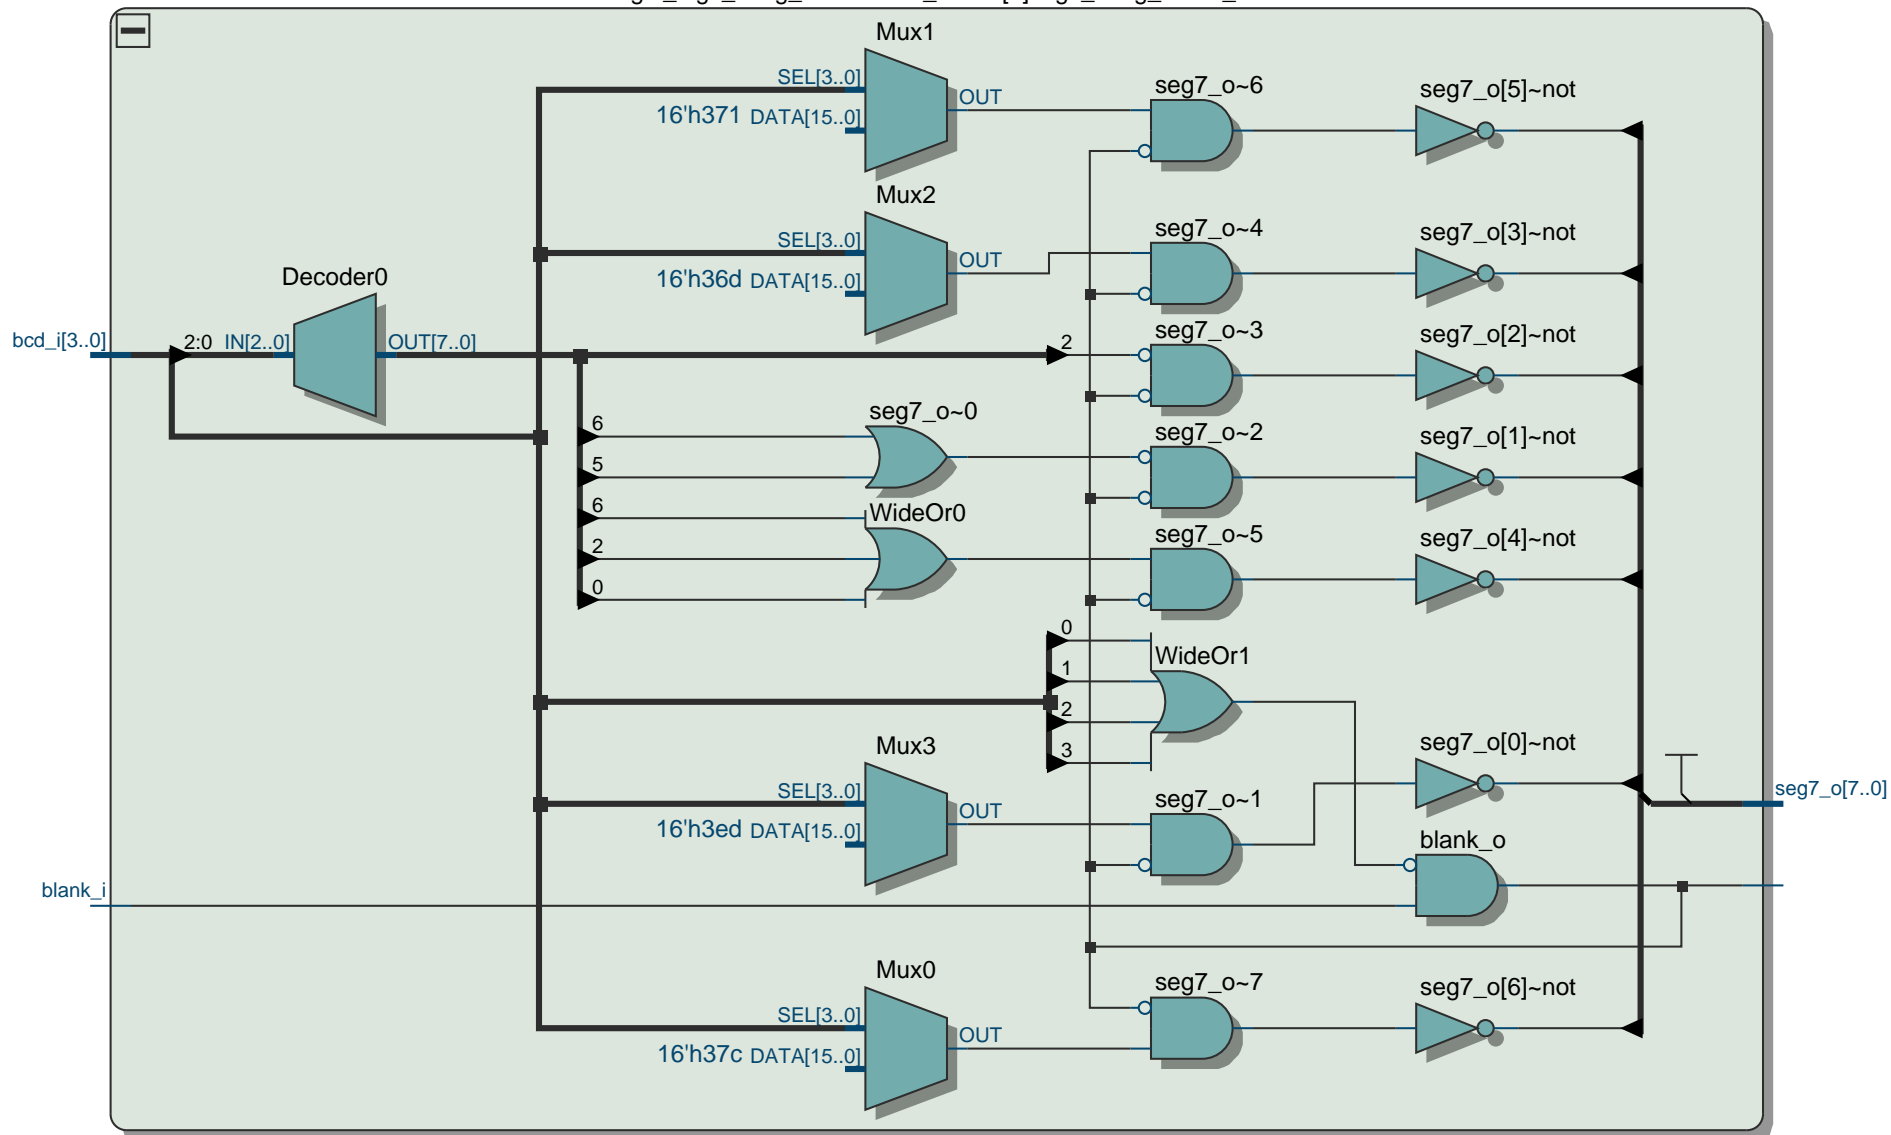 Mux1
SEL[3..0]
16'h371 DATA[15..0]
OUT
seg7_o~6
seg7_o[5]~not
Mux2
SEL[3..0]
16'h36d DATA[15..0]
OUT
seg7_o~4
seg7_o[3]~not
Decoder0
bcd_i[3..0]
2:0 IN[2..0]
OUT[7..0]
2
seg7_o~3
seg7_o[2]~not
6
5
seg7_o~0
seg7_o~2
seg7_o[1]~not
6
2
0
WideOr0
seg7_o~5
seg7_o[4]~not
0
1
2
3
WideOr1
Mux3
SEL[3..0]
16'h3ed DATA[15..0]
OUT
seg7_o~1
seg7_o[0]~not
seg7_o[7..0]
blank_o
blank_i
Mux0
SEL[3..0]
16'h37c DATA[15..0]
OUT
seg7_o~7
seg7_o[6]~not